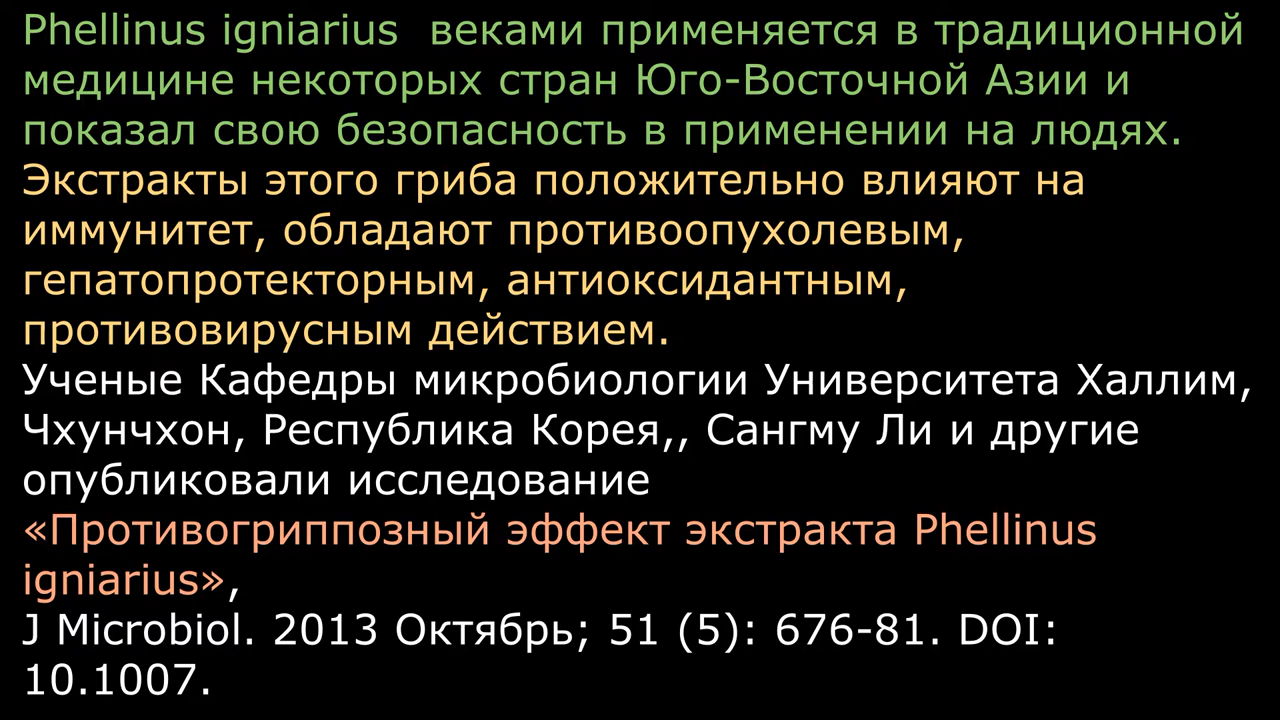 Phellinus igniarius  веками применяется в традиционной
медицине некоторых стран Юго-Восточной Азии и
показал свою безопасность в применении на людях.
Экстракты этого гриба положительно влияют на
иммунитет, обладают противоопухолевым,
гепатопротекторным, антиоксидантным,
противовирусным действием.
Ученые Кафедры микробиологии Университета Халлим,
Чхунчхон, Республика Корея,, Сангму Ли и другие
опубликовали исследование
«Противогриппозный эффект экстракта Phellinus
igniarius»,
J Microbiol. 2013 Октябрь; 51 (5): 676-81. DOI:
10.1007.